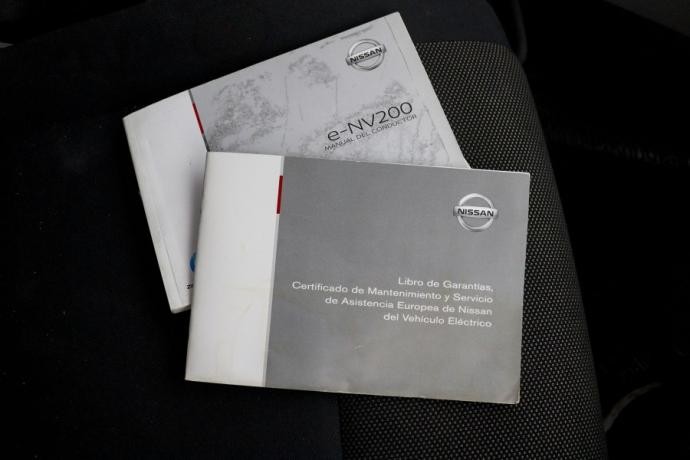 NISSAN
e-NV200
MANUAL DEL CONDUCTOR
NISSAN
Libro de Garantías,
Certificado de Mantenimiento y Servicio
de Asistencia Europea de Nissan
del Vehículo Eléctrico